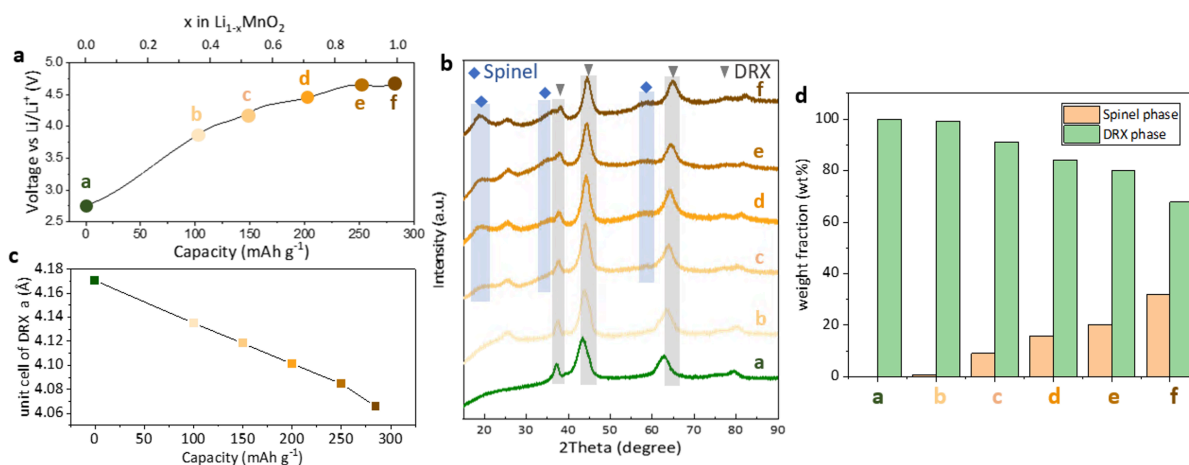 a
x in Li1-xMnO2
0.0 0.2 0.4 0.6 0.8 1.0
Voltage vs Li/Li+ (V)
5.0
4.5
4.0
3.5
3.0
2.5
a
b
c
d
e
f
0 50 100 150 200 250 300
Capacity (mAh g-1)
b
Spinel
DRX
f
e
d
c
b
a
Intensity (a.u.)
20 30 40 50 60 70 80 90
2Theta (degree)
c
unit cell of DRX a (Å)
4.18
4.16
4.14
4.12
4.10
4.08
4.06
0 50 100 150 200 250 300
Capacity (mAh g-1)
d
Spinel phase
DRX phase
weight fraction (wt%)
100
80
60
40
20
0
a b c d e f